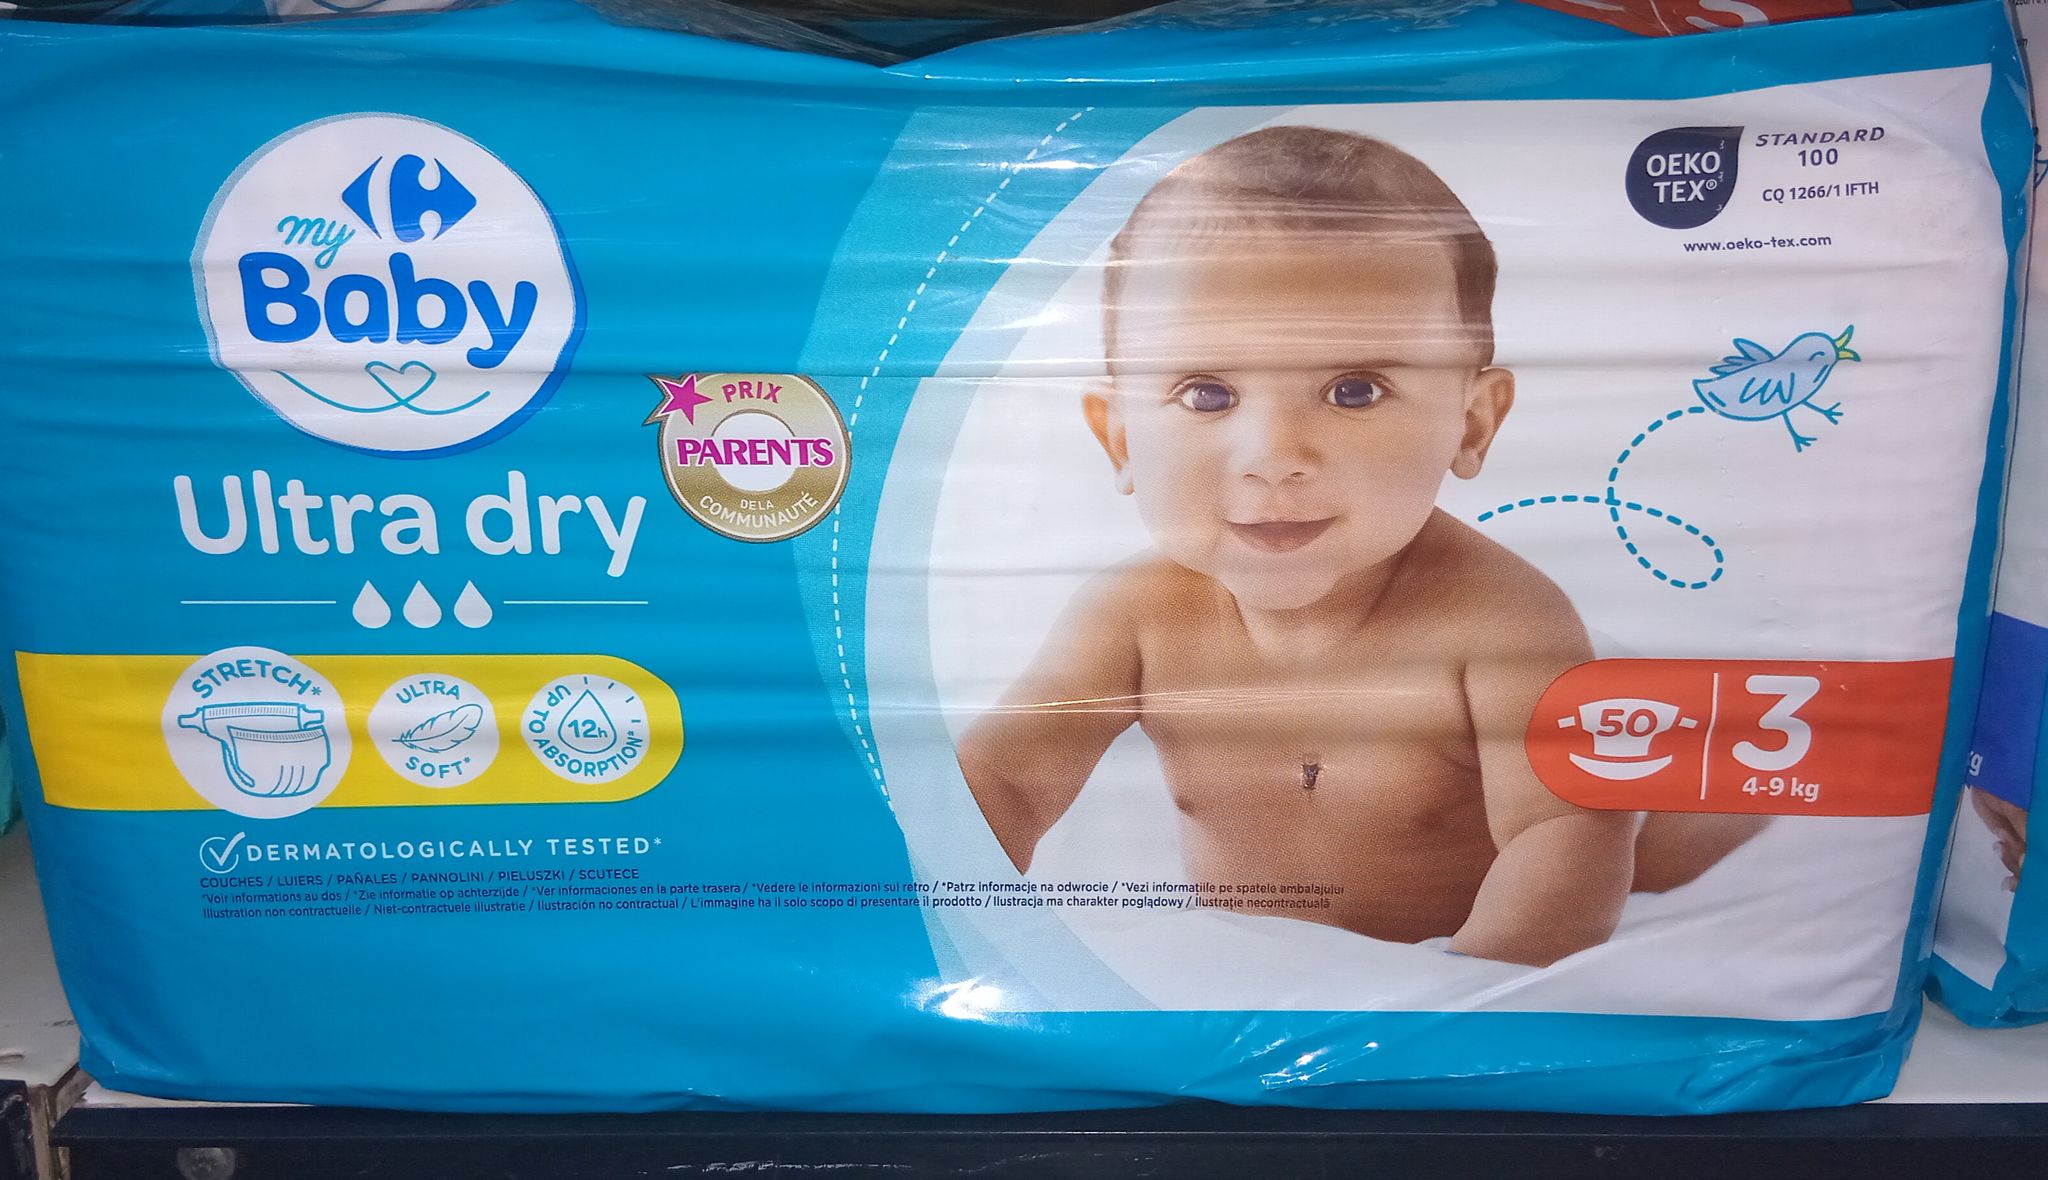 my
Baby
PRIX
PARENTS
DE LA
COMMUNAUTÉ
Ultra dry
STRETCH*
ULTRA
SOFT*
UP TO
12h
ABSORPTION*
DERMATOLOGICALLY TESTED*
COUCHES / LUIERS / PAÑALES / PANNOLINI / PIELUSZKI / SCUTECE
*Voir informations au dos / *Zie informatie op achterzijde / *Ver informaciones en la parte trasera / *Vedere le informazioni sul retro / *Patrz informacje na odwrocie / *Vezi informațiile pe spatele ambalajului
Illustration non contractuelle / Niet-contractuele illustratie / Ilustración no contractual / L'immagine ha il solo scopo di presentare il prodotto / Ilustracja ma charakter poglądowy / Ilustrație necontractuală
OEKO
TEX®
STANDARD
100
CQ 1266/1 IFTH
www.oeko-tex.com
50
3
4-9 kg